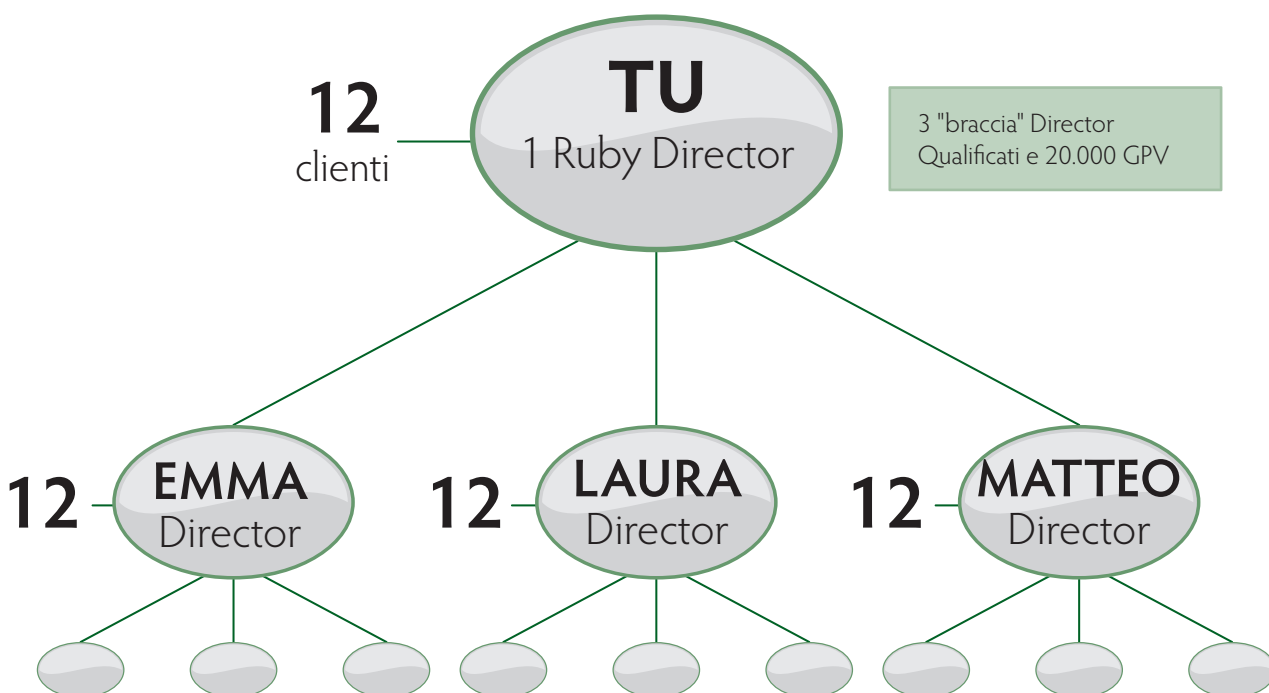 TU
1 Ruby Director
12
clienti
3 "braccia" Director
Qualificati e 20.000 GPV
12
EMMA
Director
12
LAURA
Director
12
MATTEO
Director